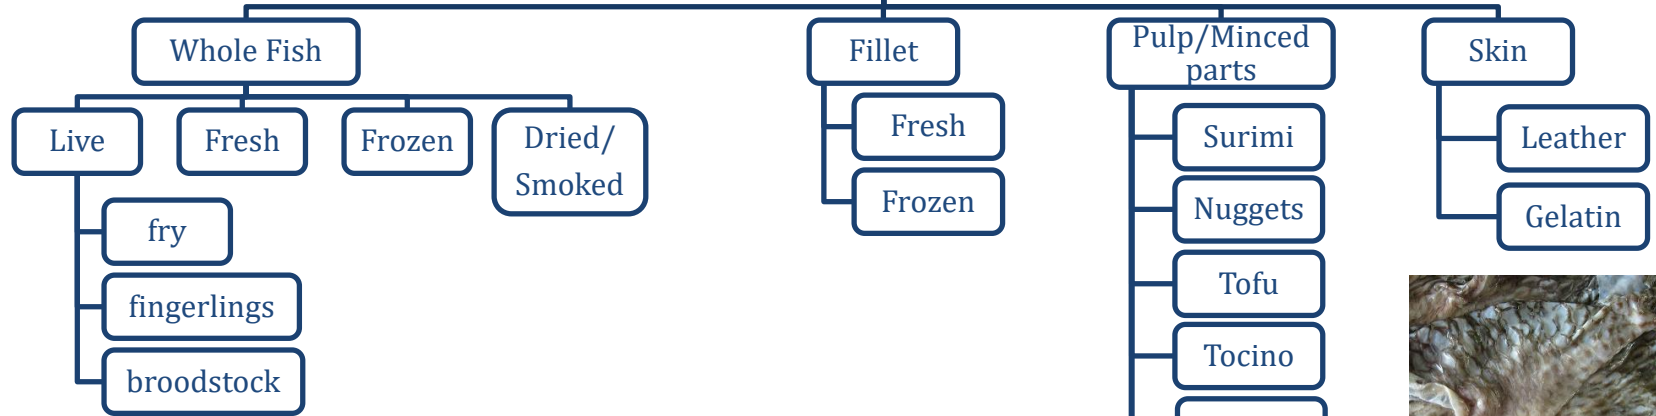 Whole Fish
Live
fry
fingerlings
broodstock
Fresh
Frozen
Dried/
Smoked
Fillet
Fresh
Frozen
Pulp/Minced
parts
Surimi
Nuggets
Tofu
Tocino
Skin
Leather
Gelatin